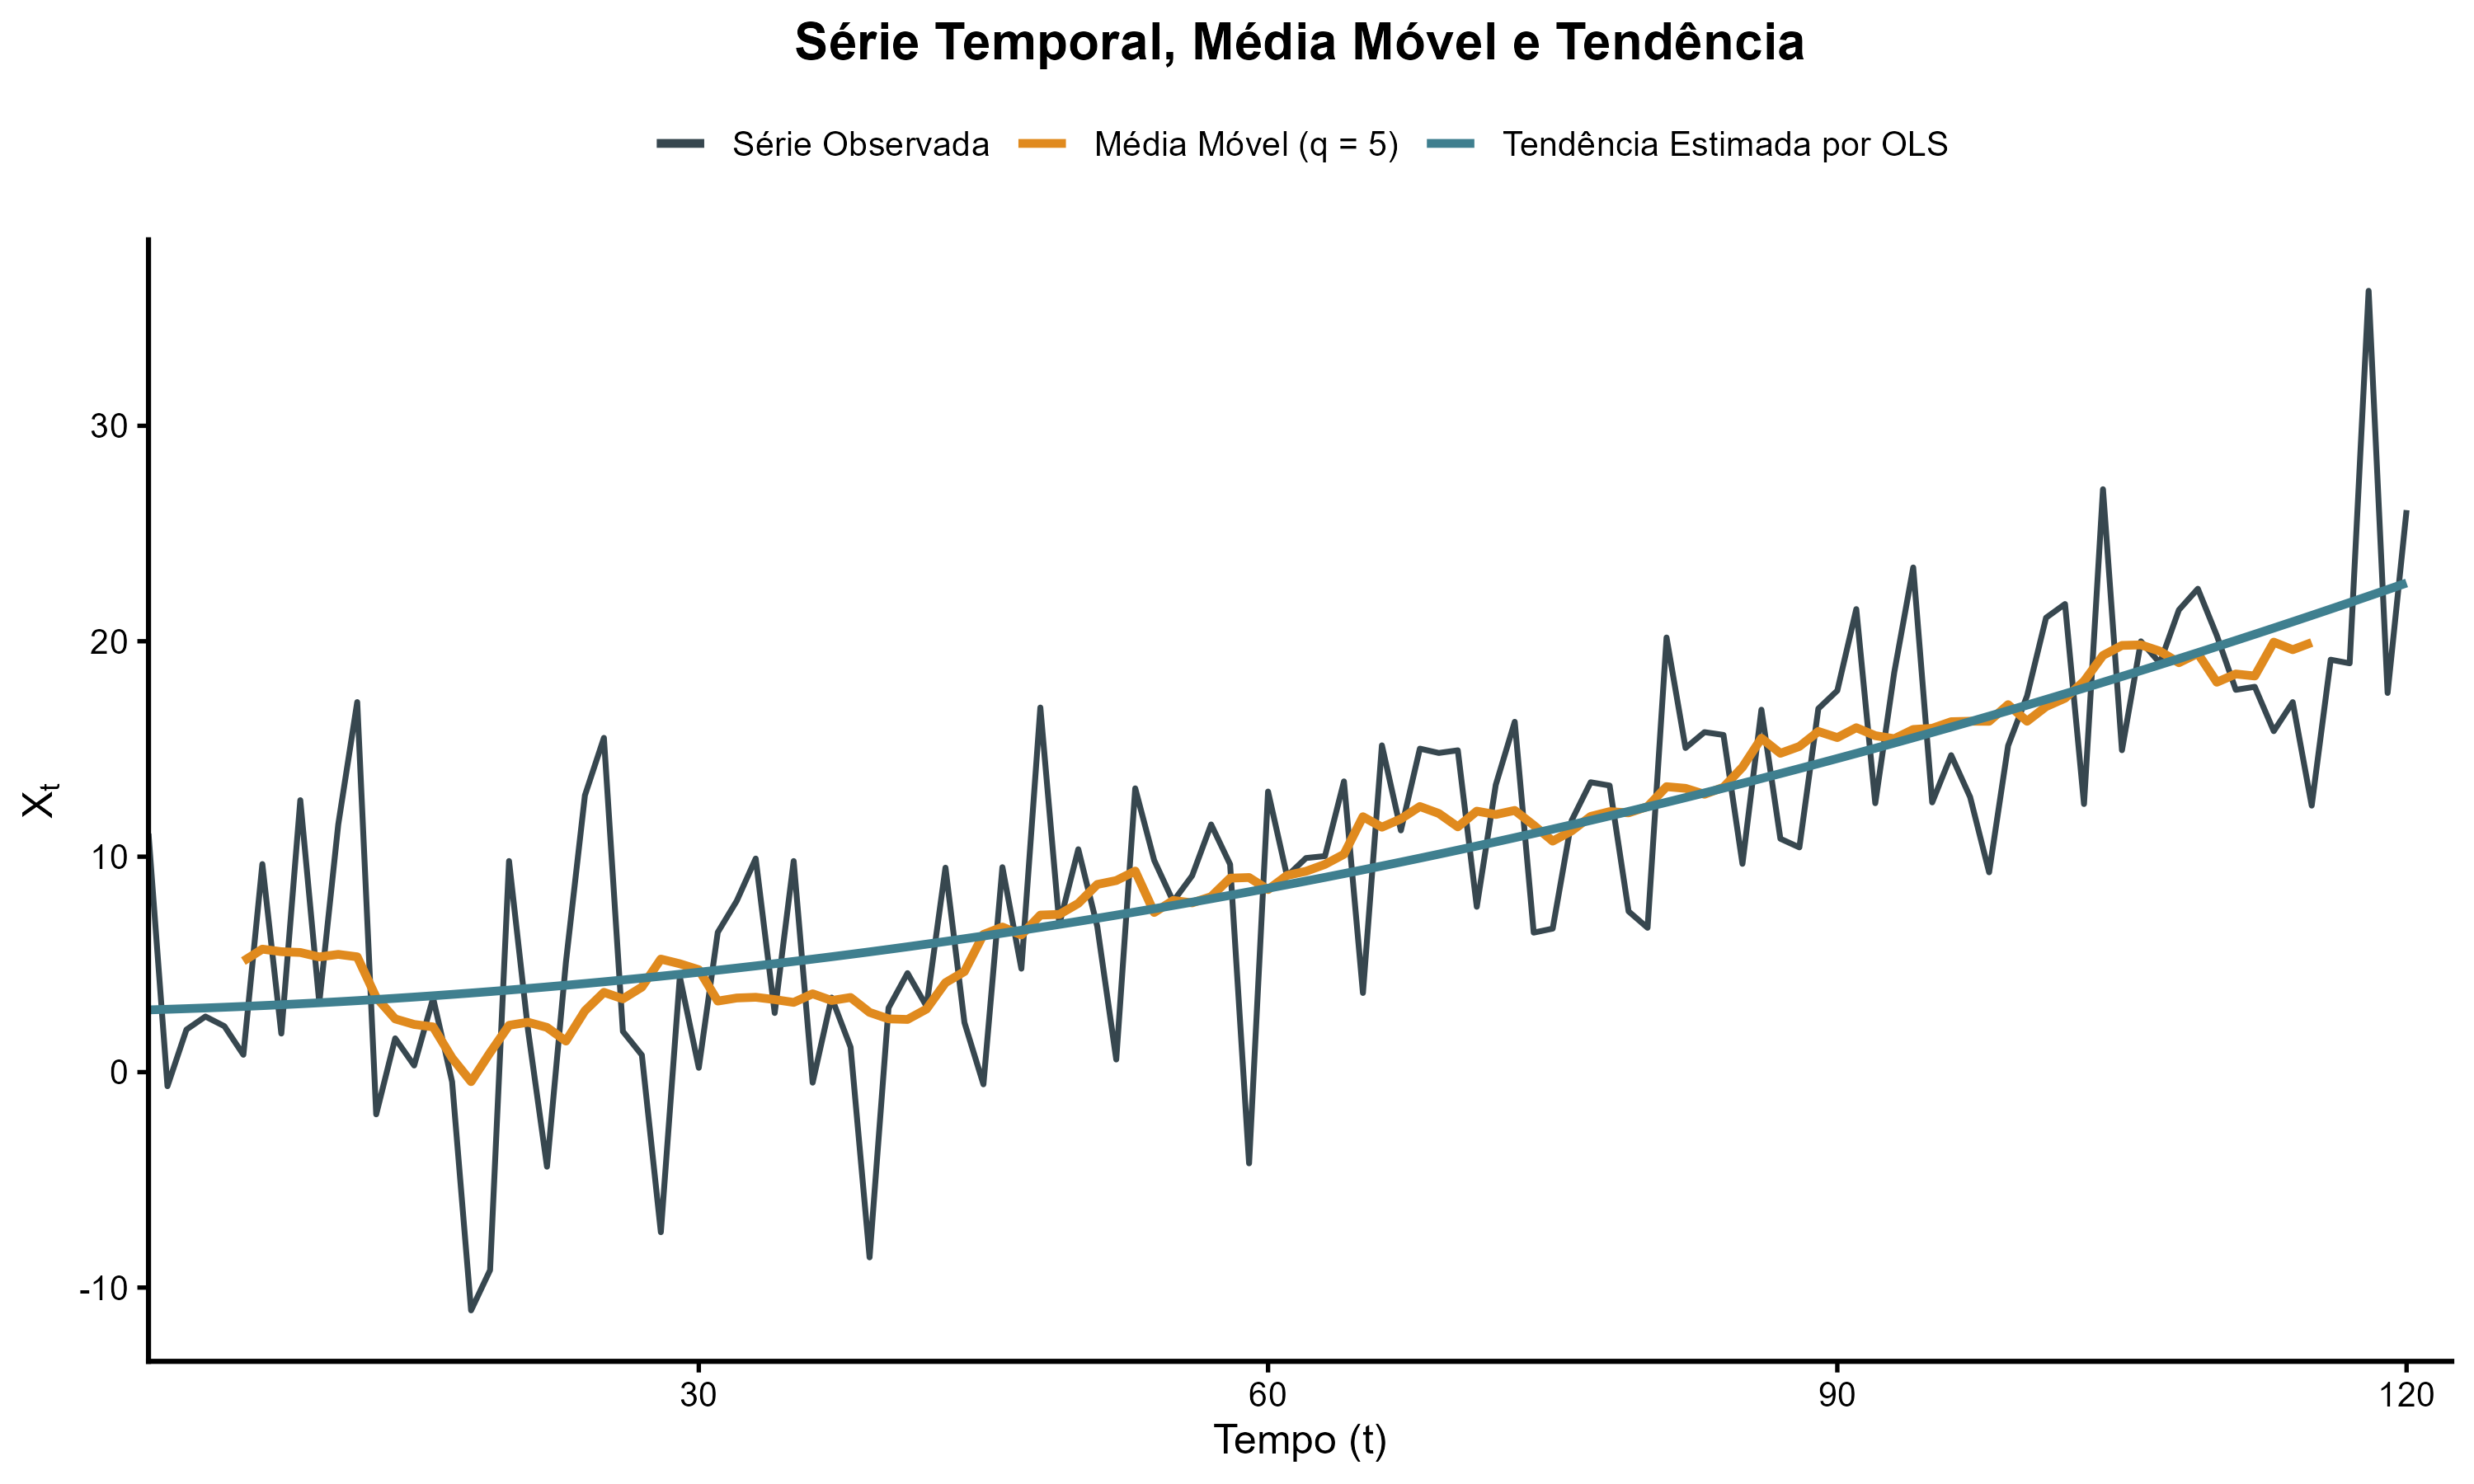 Série Temporal, Média Móvel e Tendência
Série Observada Média Móvel (q = 5) Tendência Estimada por OLS
30
20
10
0
-10
Xt
30 60 90 120
Tempo (t)